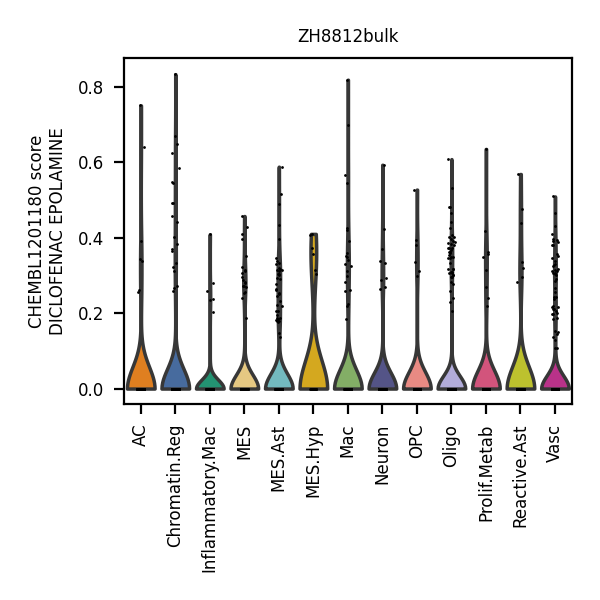 ZH8812bulk
CHEMBL1201180 score
DICLOFENAC EPOLAMINE
0.8
0.6
0.4
0.2
0.0
AC
Chromatin.Reg
Inflammatory.Mac
MES
MES.Ast
MES.Hyp
Mac
Neuron
OPC
Oligo
Prolif.Metab
Reactive.Ast
Vasc